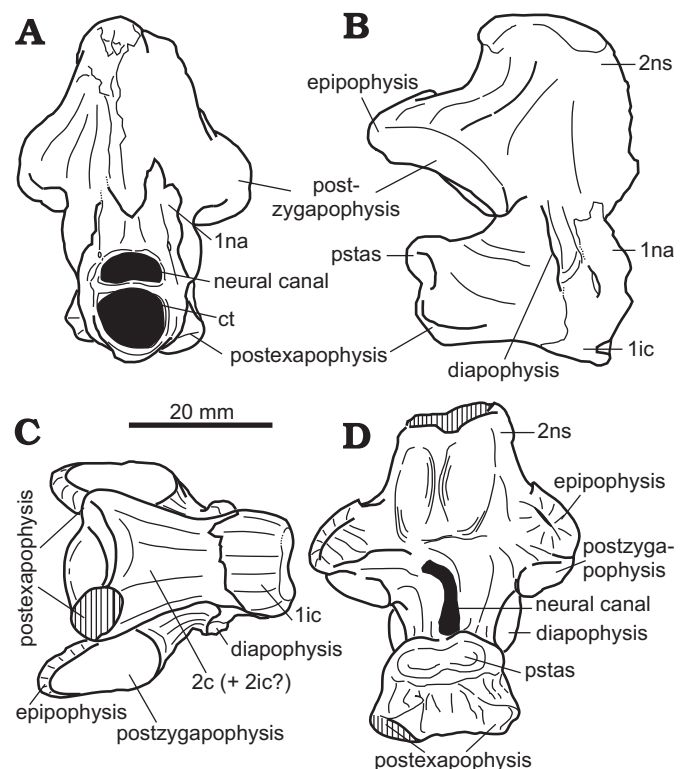 A
B
2ns
epipophysis
post-
zygapophysis
1na
1na
pstas
neural canal
ct
postexapophysis
1ic
diapophysis
20 mm
C
D
2ns
epipophysis
postexapophysis
postzyga-
pophysis
neural canal
1ic
diapophysis
diapophysis
2c (+ 2ic?)
pstas
epipophysis
postzygapophysis
postexapophysis